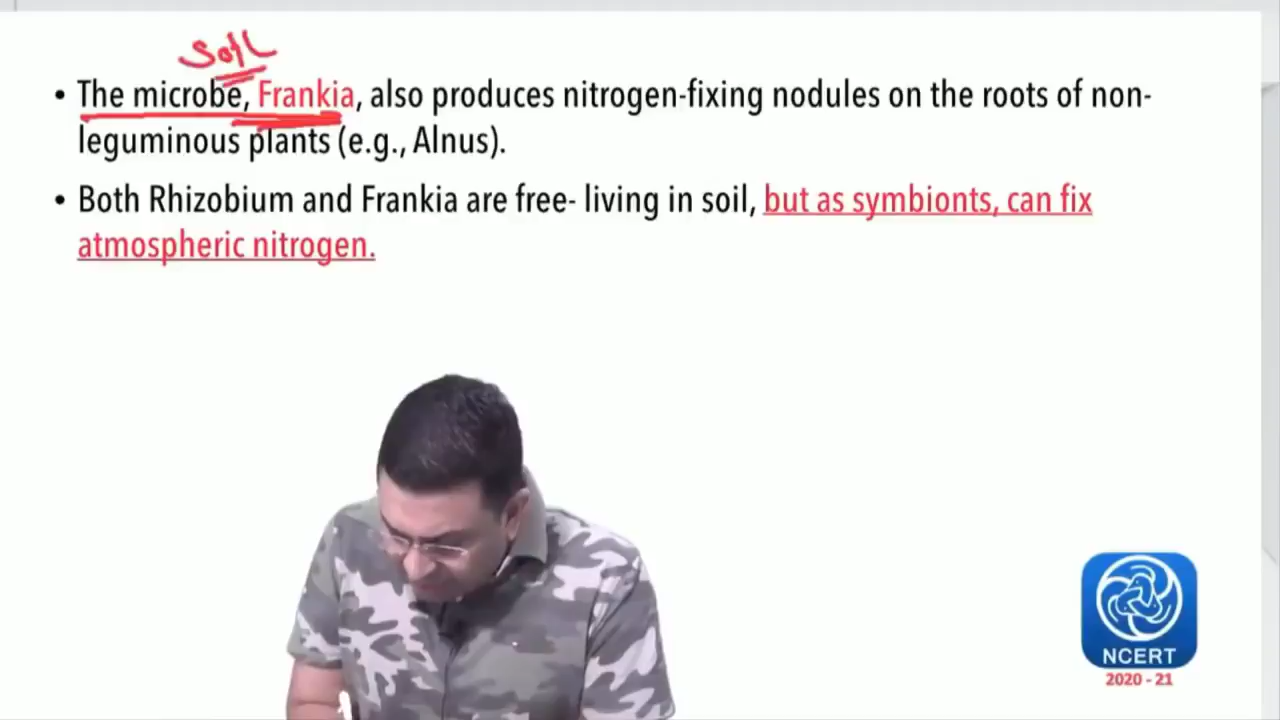 Soil
• The microbe, Frankia, also produces nitrogen-fixing nodules on the roots of non-
leguminous plants (e.g., Alnus).
• Both Rhizobium and Frankia are free- living in soil, but as symbionts, can fix
atmospheric nitrogen.
NCERT
2020 - 21